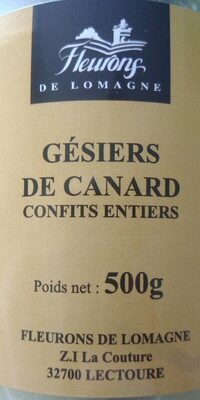 Fleurons
DE LOMAGNE
GÉSIERS
DE CANARD
CONFITS ENTIERS
Poids net : 500g
FLEURONS DE LOMAGNE
Z.I La Couture
32700 LECTOURE